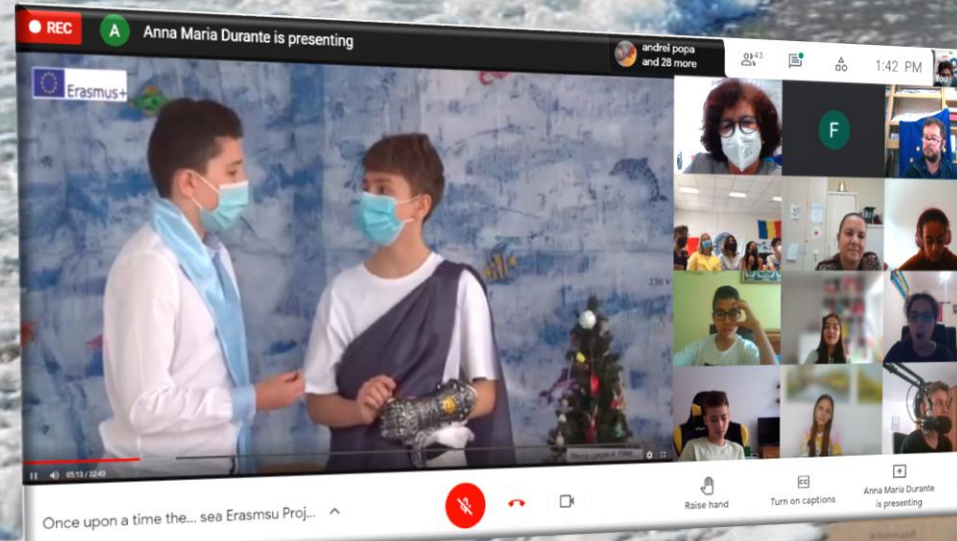 REC
A
Anna Maria Durante is presenting
andrei popa
and 28 more
43
1:42 PM
You
Erasmus+
F
ONCE UPON A TIME
05:13 / 32:43
Once upon a time the... sea Erasmsu Proj...
Raise hand
CC
Turn on captions
Anna Maria Durante
is presenting